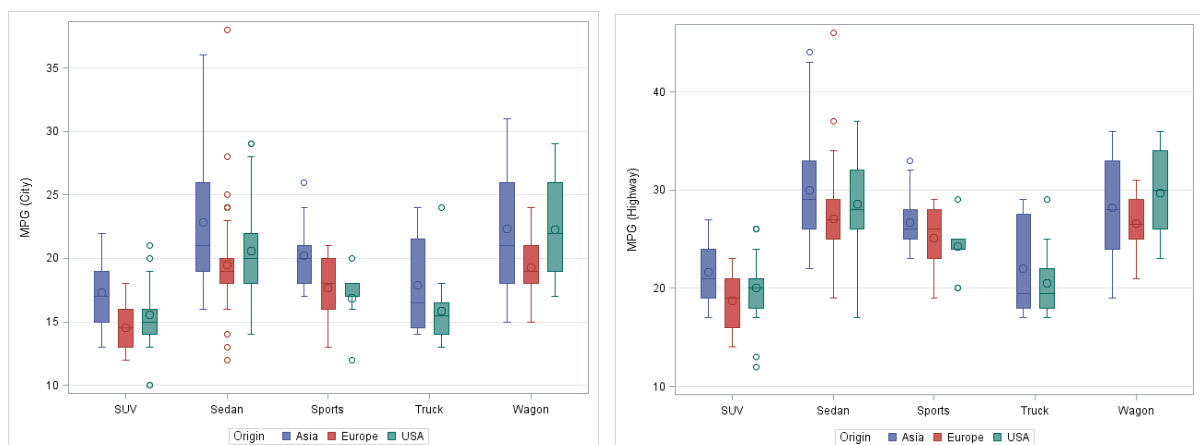 MPG (City)
35
30
25
20
15
10
SUV Sedan Sports Truck Wagon
Origin Asia Europe USA
MPG (Highway)
40
30
20
10
SUV Sedan Sports Truck Wagon
Origin Asia Europe USA